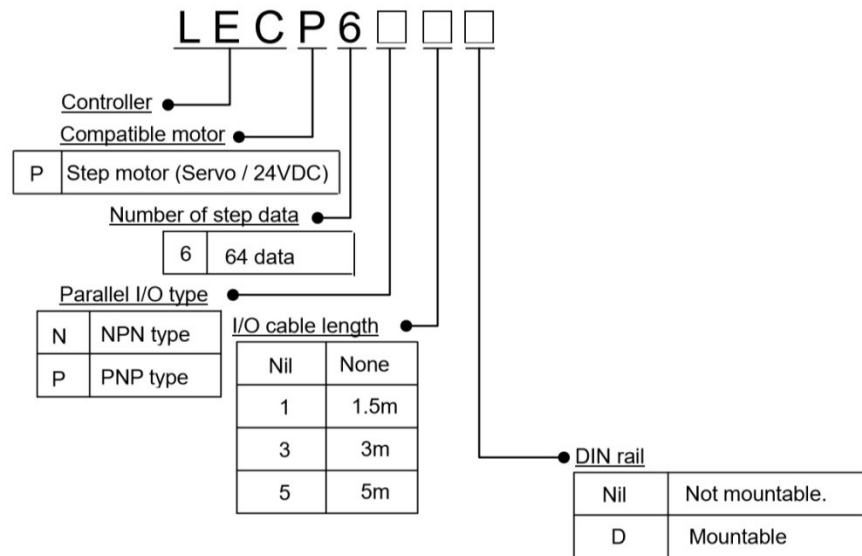 LECP6□□□
Controller
Compatible motor
P Step motor (Servo / 24VDC)
Number of step data
6 64 data
Parallel I/O type
N NPN type
P PNP type
I/O cable length
Nil None
1 1.5m
3 3m
5 5m
DIN rail
Nil Not mountable.
D Mountable